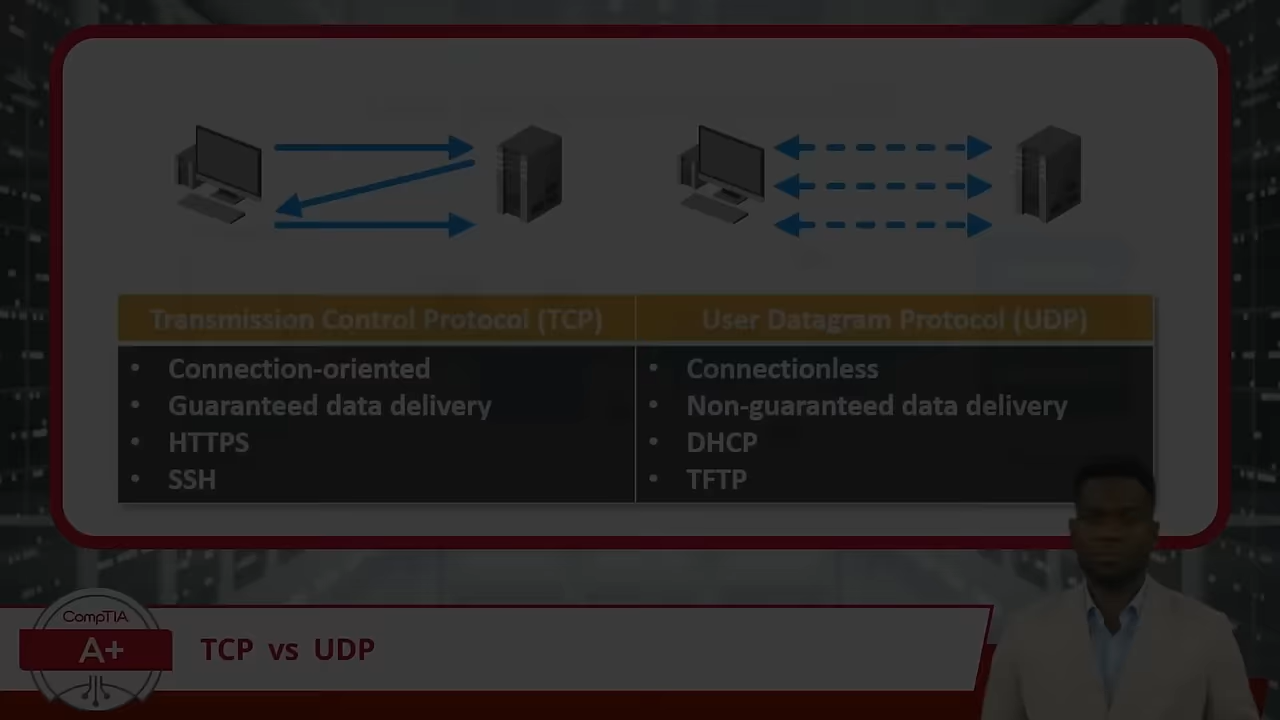 Transmission Control Protocol (TCP)
User Datagram Protocol (UDP)
• Connection-oriented
• Guaranteed data delivery
• HTTPS
• SSH
• Connectionless
• Non-guaranteed data delivery
• DHCP
• TFTP
CompTIA
A+
TCP vs UDP